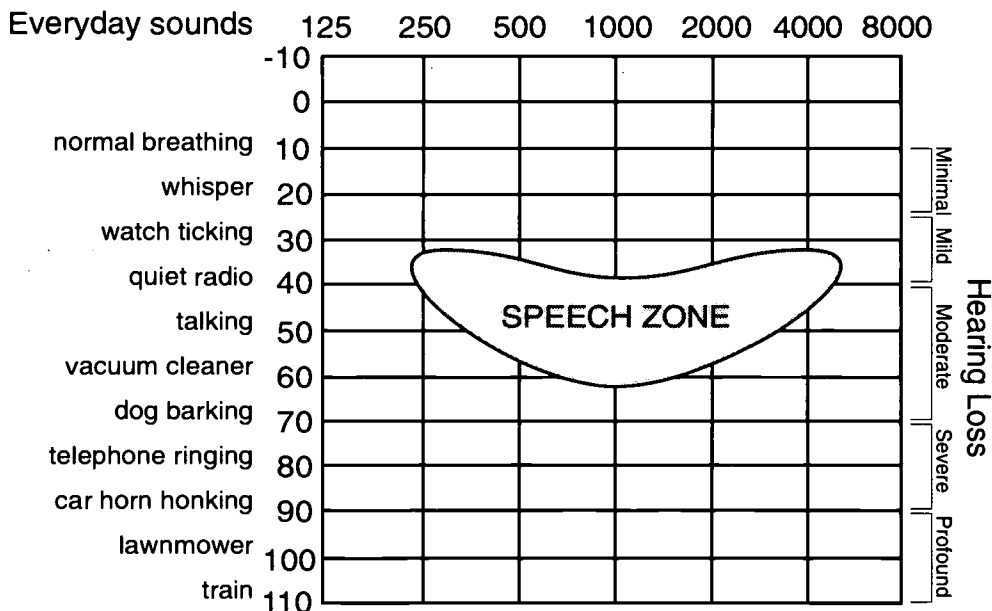 Everyday sounds 125 250 500 1000 2000 4000 8000
-10
0
normal breathing 10
whisper 20
watch ticking 30
quiet radio 40
talking 50
vacuum cleaner 60
dog barking 70
telephone ringing 80
car horn honking 90
lawnmower 100
train 110
SPEECH ZONE
Minimal
Mild
Moderate
Severe
Profound
Hearing Loss